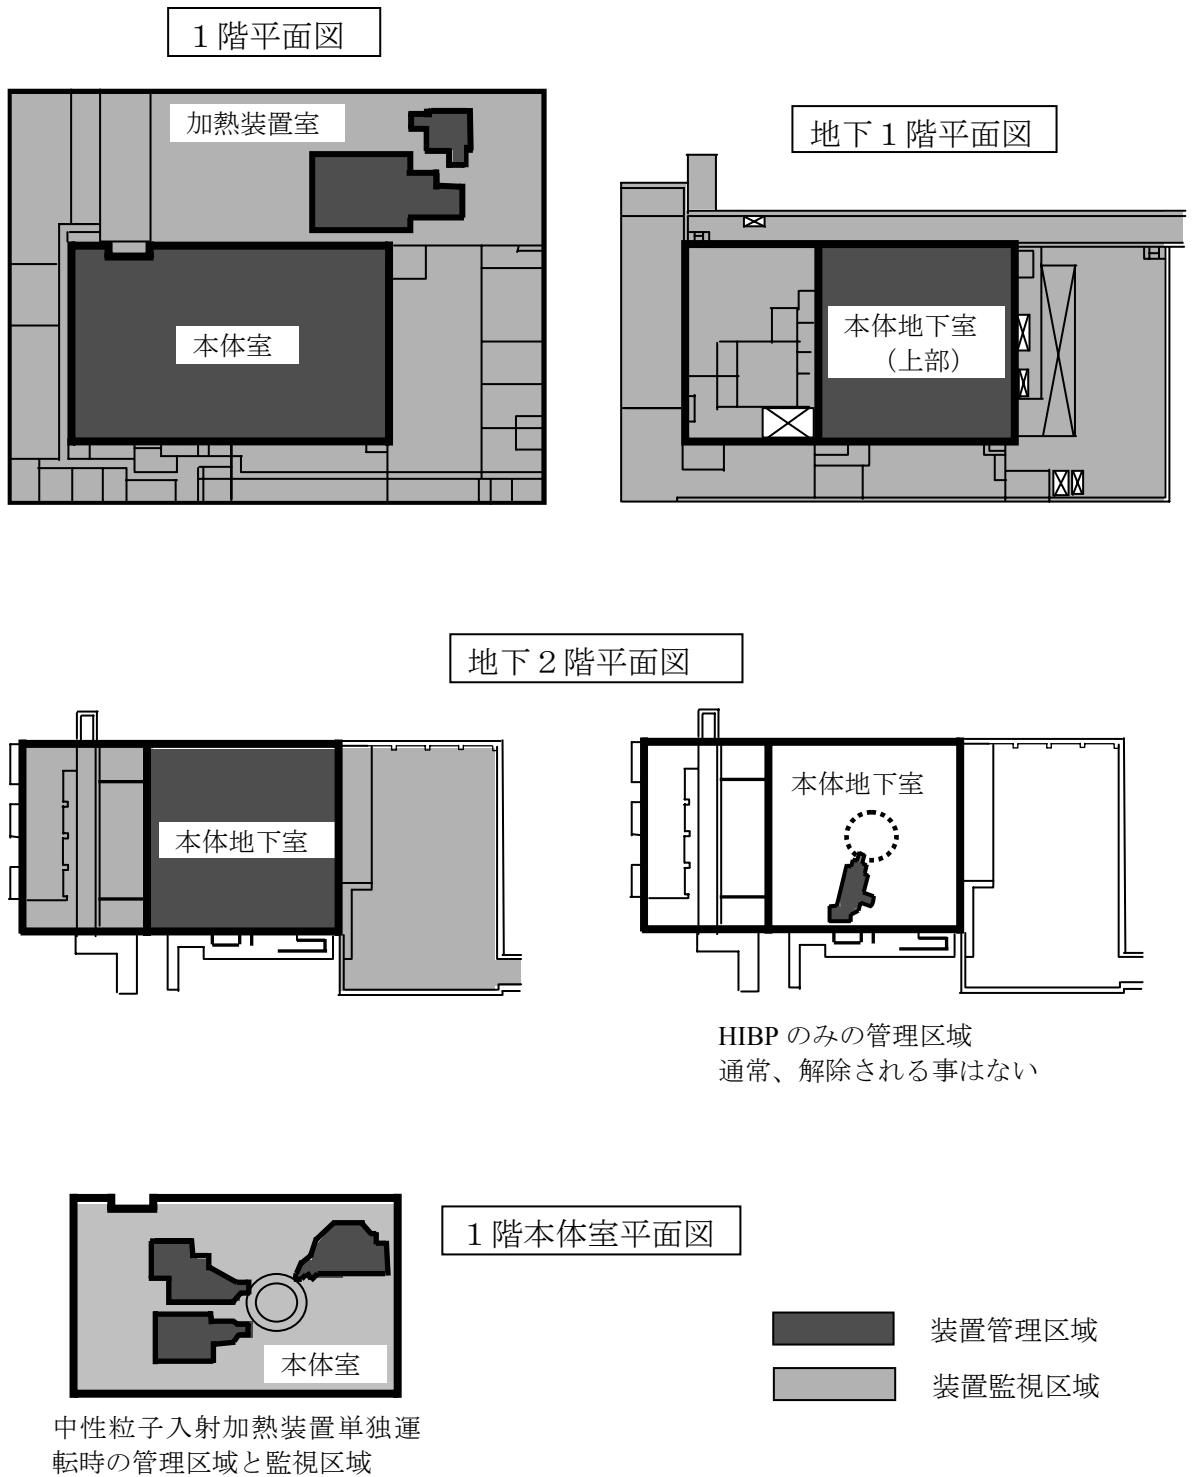 １階平面図
加熱装置室
本体室
地下１階平面図
本体地下室
（上部）
地下２階平面図
本体地下室
本体地下室
HIBP のみの管理区域
通常、解除される事はない
１階本体室平面図
本体室
中性粒子入射加熱装置単独運
転時の管理区域と監視区域
装置管理区域
装置監視区域